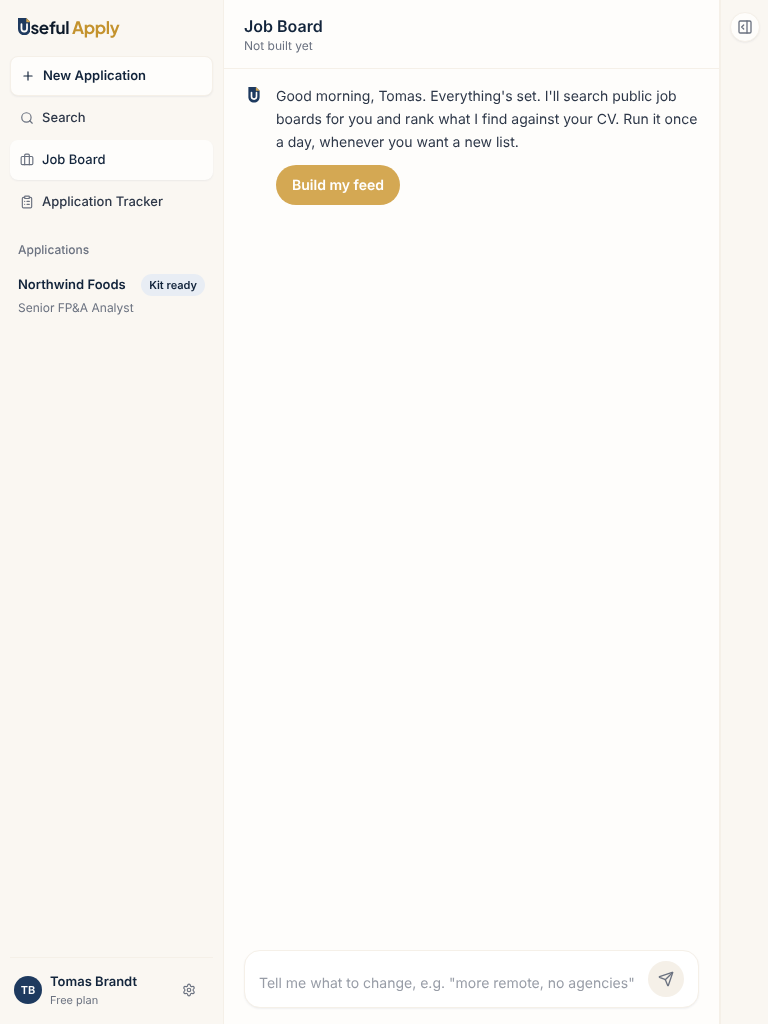 Useful Apply
New Application
Search
Job Board
Application Tracker
Applications
Northwind Foods
Kit ready
Senior FP&A Analyst
TB
Tomas Brandt
Free plan
Job Board
Not built yet
Good morning, Tomas. Everything's set. I'll search public job
boards for you and rank what I find against your CV. Run it once
a day, whenever you want a new list.
Build my feed
Tell me what to change, e.g. "more remote, no agencies"